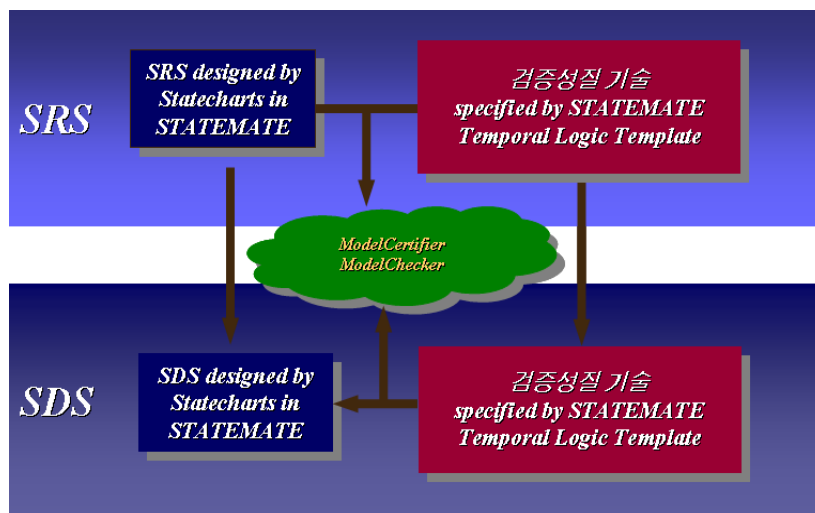 SRS
SRS designed by
Statecharts in
STATEMATE
검증성질 기술
specified by STATEMATE
Temporal Logic Template
ModelCertifier
ModelChecker
SDS
SDS designed by
Statecharts in
STATEMATE
검증성질 기술
specified by STATEMATE
Temporal Logic Template